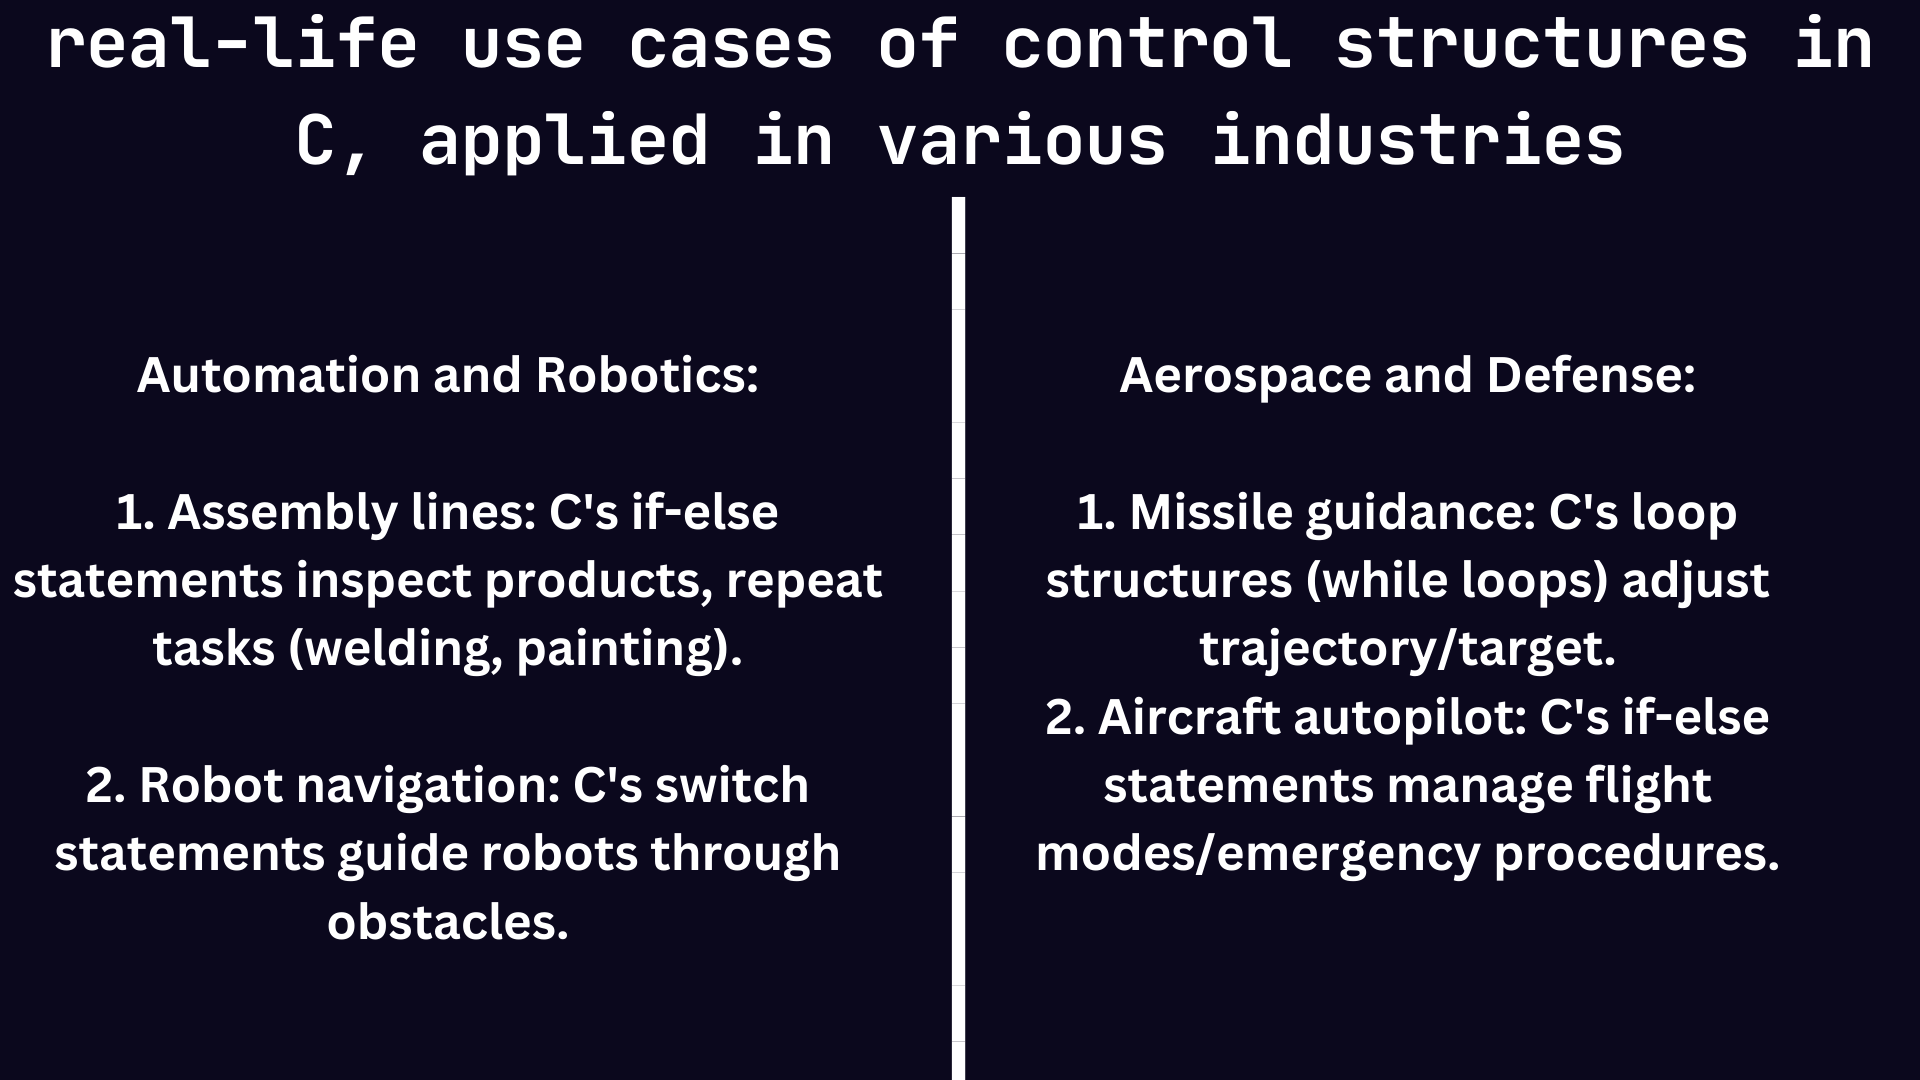 real-life use cases of control structures in
C, applied in various industries
Automation and Robotics:
1. Assembly lines: C's if-else
statements inspect products, repeat
tasks (welding, painting).
2. Robot navigation: C's switch
statements guide robots through
obstacles.
Aerospace and Defense:
1. Missile guidance: C's loop
structures (while loops) adjust
trajectory/target.
2. Aircraft autopilot: C's if-else
statements manage flight
modes/emergency procedures.